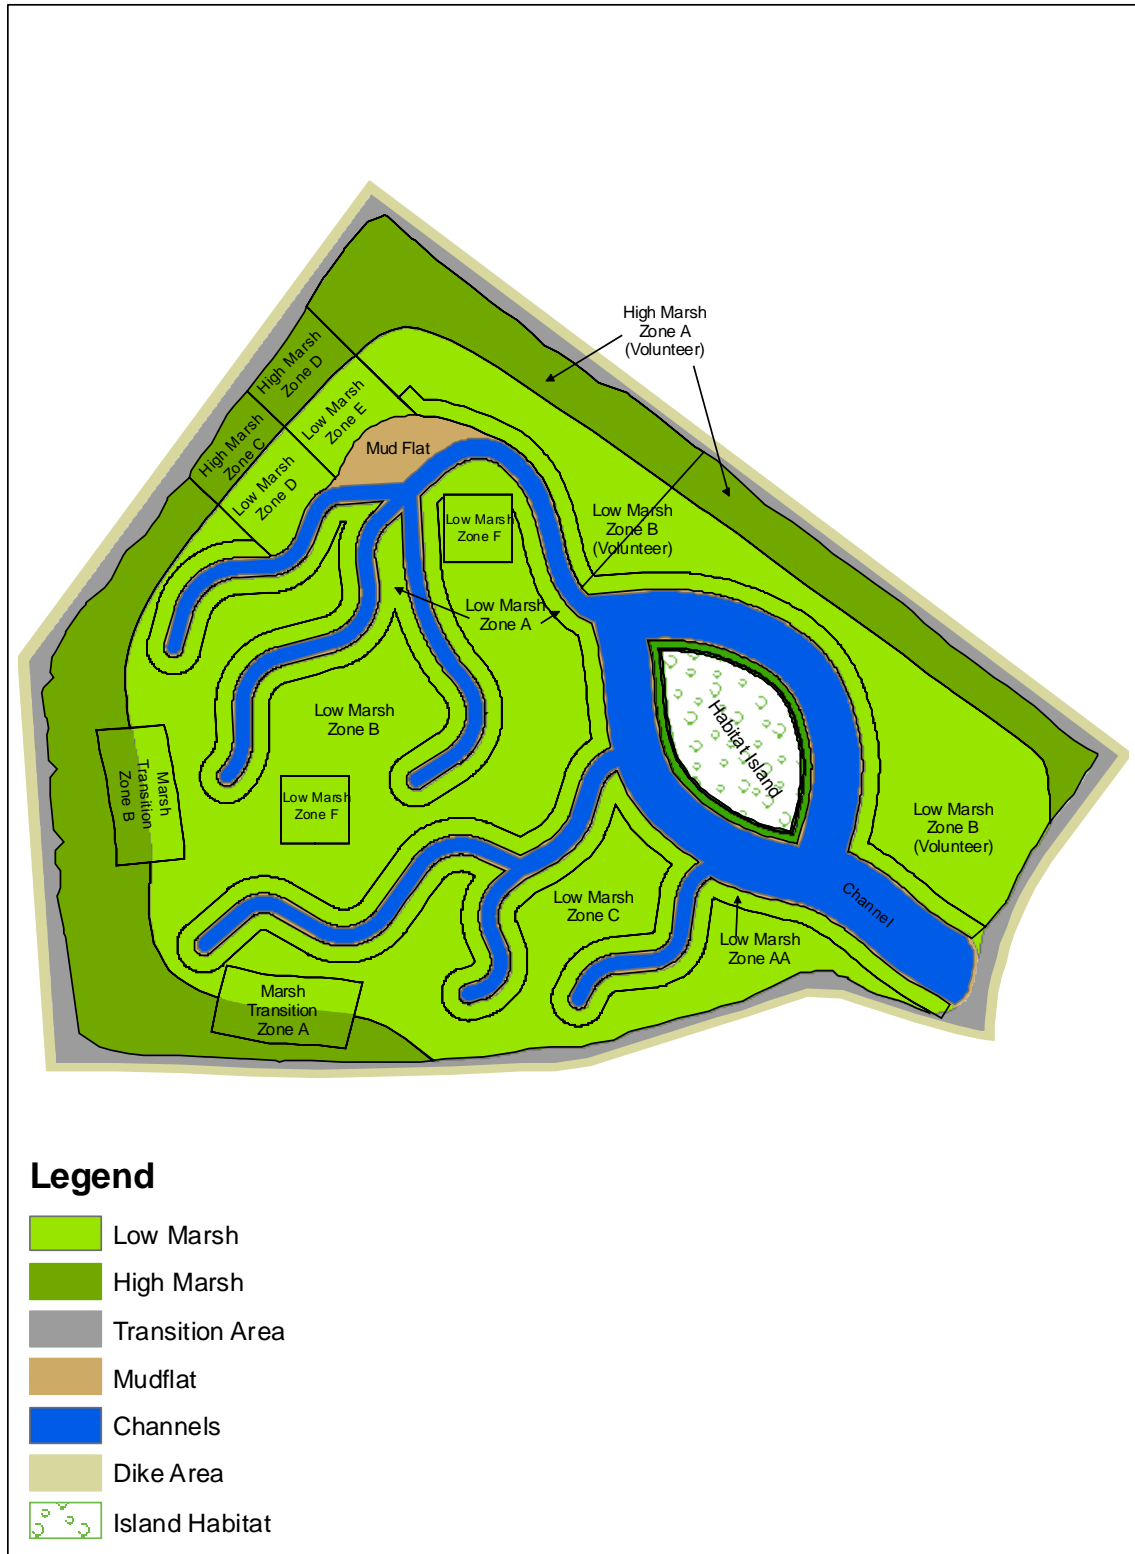 High Marsh
Zone A
(Volunteer)
High Marsh
Zone D
Low Marsh
Zone E
High Marsh
Zone C
Low Marsh
Zone D
Mud Flat
Low Marsh
Zone F
Low Marsh
Zone B
(Volunteer)
Low Marsh
Zone A
Low Marsh
Zone B
Habitat Island
Marsh
Transition
Zone B
Low Marsh
Zone F
Low Marsh
Zone B
(Volunteer)
Low Marsh
Zone C
Channel
Low Marsh
Zone AA
Marsh
Transition
Zone A
Legend
Low Marsh
High Marsh
Transition Area
Mudflat
Channels
Dike Area
Island Habitat